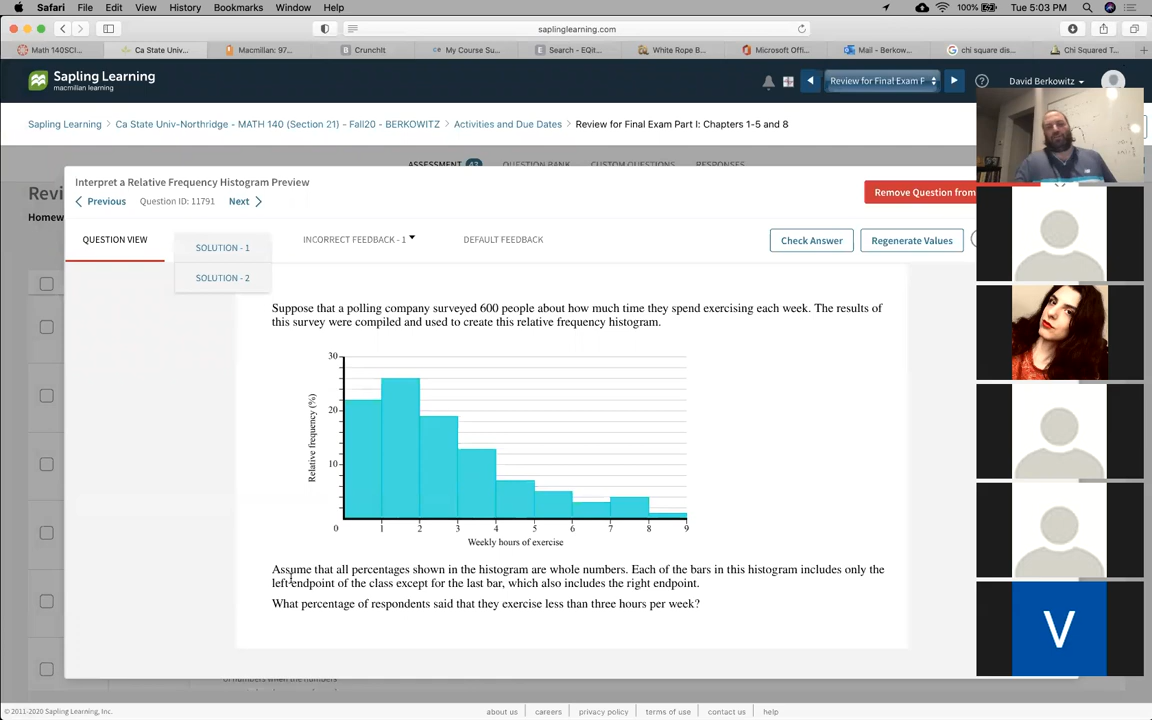 Safari File Edit View History Bookmarks Window Help 100% Tue 5:03 PM
saplinglearning.com
Math 140SCI... Ca State Univ... Macmillan: 97... CrunchIt My Course Su... Search - EQit... White Rope B... Microsoft Offi... Mail - Berkow... chi square dis... Chi Squared T...
Sapling Learning
macmillan learning
Review for Final Exam P
David Berkowitz
Sapling Learning > Ca State Univ-Northridge - MATH 140 (Section 21) - Fall20 - BERKOWITZ > Activities and Due Dates > Review for Final Exam Part I: Chapters 1-5 and 8
ASSESSMENT 43 QUESTION BANK CUSTOM QUESTIONS RESPONSES
Revi
Homew
Interpret a Relative Frequency Histogram Preview
Previous Question ID: 11791 Next
Remove Question from
QUESTION VIEW
SOLUTION - 1
SOLUTION - 2
INCORRECT FEEDBACK - 1
DEFAULT FEEDBACK
Check Answer
Regenerate Values
Suppose that a polling company surveyed 600 people about how much time they spend exercising each week. The results of
this survey were compiled and used to create this relative frequency histogram.
30
20
10
Relative frequency (%)
0 1 2 3 4 5 6 7 8 9
Weekly hours of exercise
Assume that all percentages shown in the histogram are whole numbers. Each of the bars in this histogram includes only the
left endpoint of the class except for the last bar, which also includes the right endpoint.
What percentage of respondents said that they exercise less than three hours per week?
V
© 2011-2020 Sapling Learning, Inc.
about us careers privacy policy terms of use contact us help